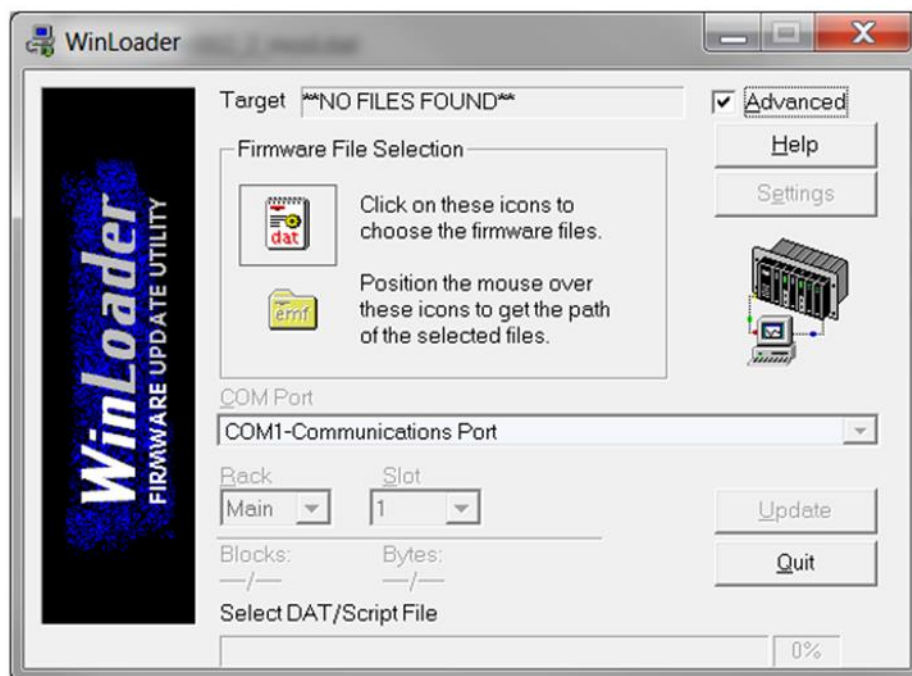 WinLoader
Target **NO FILES FOUND**
Advanced
Help
Settings
Firmware File Selection
dat
Click on these icons to
choose the firmware files.
emf
Position the mouse over
these icons to get the path
of the selected files.
WinLoader
FIRMWARE UPDATE UTILITY
COM Port
COM1-Communications Port
Rack Slot
Main 1
Update
Blocks: Bytes:
—/— —/—
Quit
Select DAT/Script File
0%